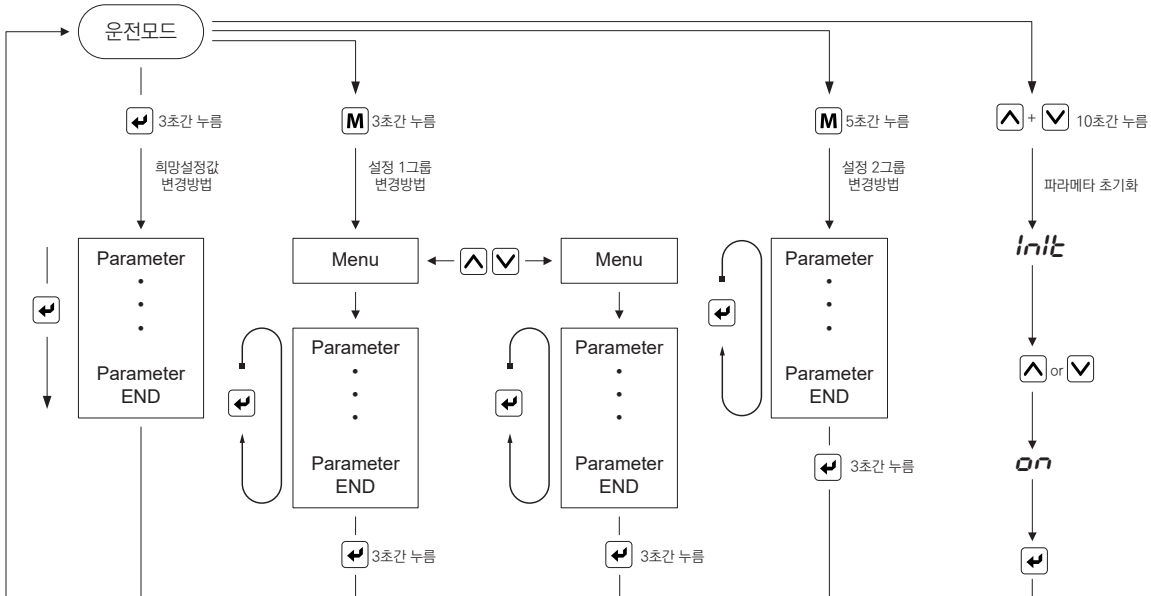 운전모드
3초간 누름
M 3초간 누름
M 5초간 누름
+ 10초간 누름
희망설정값
변경방법
설정 1그룹
변경방법
설정 2그룹
변경방법
파라메타 초기화
Parameter
Parameter
END
Menu
Menu
Parameter
Parameter
END
Parameter
Parameter
END
Parameter
Parameter
END
InIt
or
on
3초간 누름
3초간 누름
3초간 누름